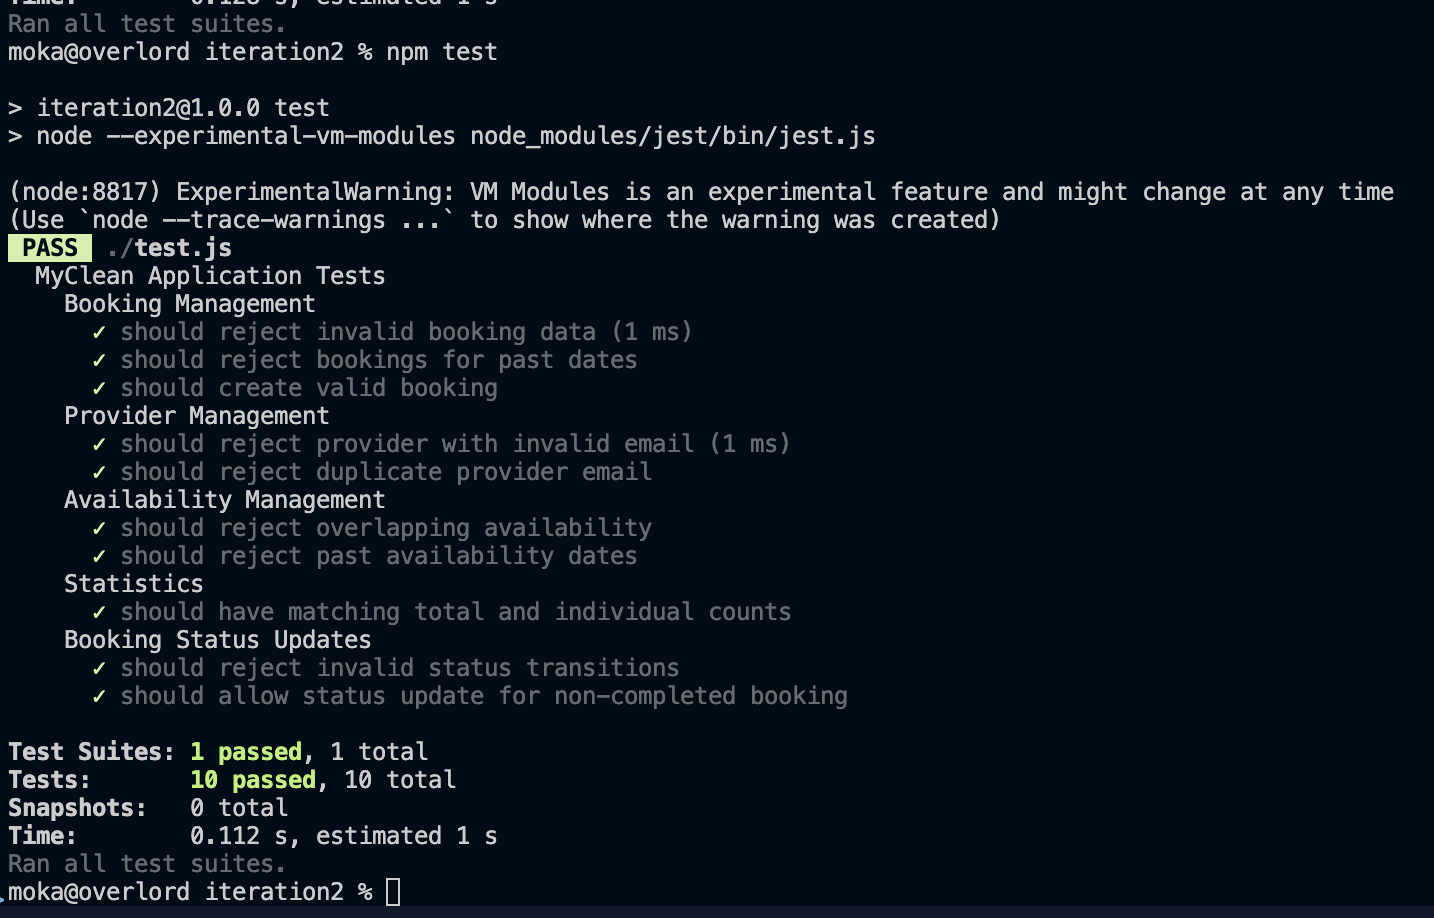 Time: 0.128 s, estimated 1 s
Ran all test suites.
moka@overlord iteration2 % npm test
> iteration2@1.0.0 test
> node --experimental-vm-modules node_modules/jest/bin/jest.js
(node:8817) ExperimentalWarning: VM Modules is an experimental feature and might change at any time
(Use `node --trace-warnings ...` to show where the warning was created)
PASS ./test.js
MyClean Application Tests
Booking Management
✓ should reject invalid booking data (1 ms)
✓ should reject bookings for past dates
✓ should create valid booking
Provider Management
✓ should reject provider with invalid email (1 ms)
✓ should reject duplicate provider email
Availability Management
✓ should reject overlapping availability
✓ should reject past availability dates
Statistics
✓ should have matching total and individual counts
Booking Status Updates
✓ should reject invalid status transitions
✓ should allow status update for non-completed booking
Test Suites: 1 passed, 1 total
Tests: 10 passed, 10 total
Snapshots: 0 total
Time: 0.112 s, estimated 1 s
Ran all test suites.
moka@overlord iteration2 %